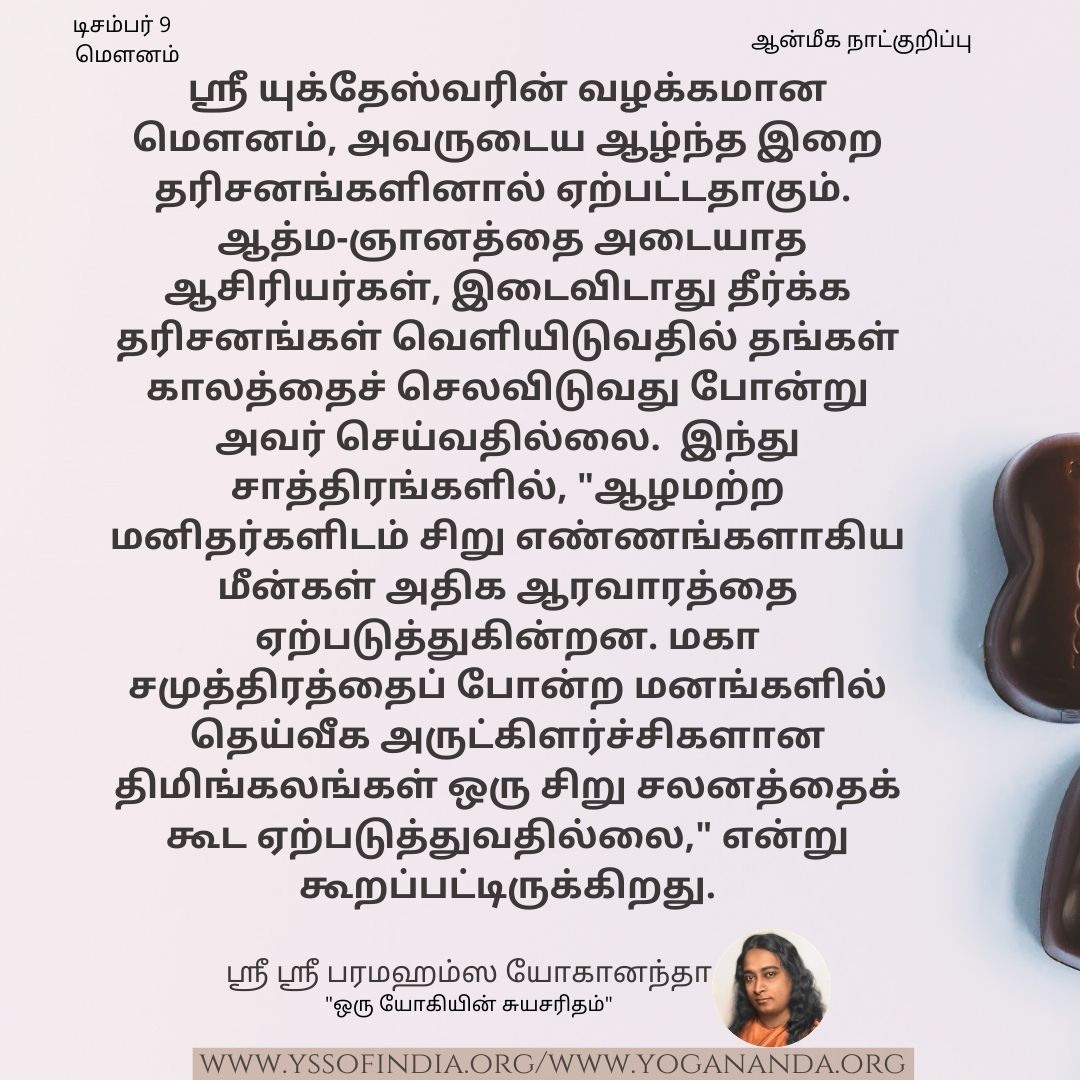 டிசம்பர் 9
மௌனம்
ஆன்மீக நாட்குறிப்பு
ஸ்ரீ யுக்தேஸ்வரின் வழக்கமான
மௌனம், அவருடைய ஆழ்ந்த இறை
தரிசனங்களினால் ஏற்பட்டதாகும்.
ஆத்ம-ஞானத்தை அடையாத
ஆசிரியர்கள், இடைவிடாது தீர்க்க
தரிசனங்கள் வெளியிடுவதில் தங்கள்
காலத்தைச் செலவிடுவது போன்று
அவர் செய்வதில்லை. இந்து
சாத்திரங்களில், "ஆழமற்ற
மனிதர்களிடம் சிறு எண்ணங்களாகிய
மீன்கள் அதிக ஆரவாரத்தை
ஏற்படுத்துகின்றன. மகா
சமுத்திரத்தைப் போன்ற மனங்களில்
தெய்வீக அருட்கிளர்ச்சிகளான
திமிங்கலங்கள் ஒரு சிறு சலனத்தைக்
கூட ஏற்படுத்துவதில்லை," என்று
கூறப்பட்டிருக்கிறது.
ஸ்ரீ ஸ்ரீ பரமஹம்ஸ யோகானந்தா
"ஒரு யோகியின் சுயசரிதம்"
WWW.YSSOFINDIA.ORG/WWW.YOGANANDA.ORG